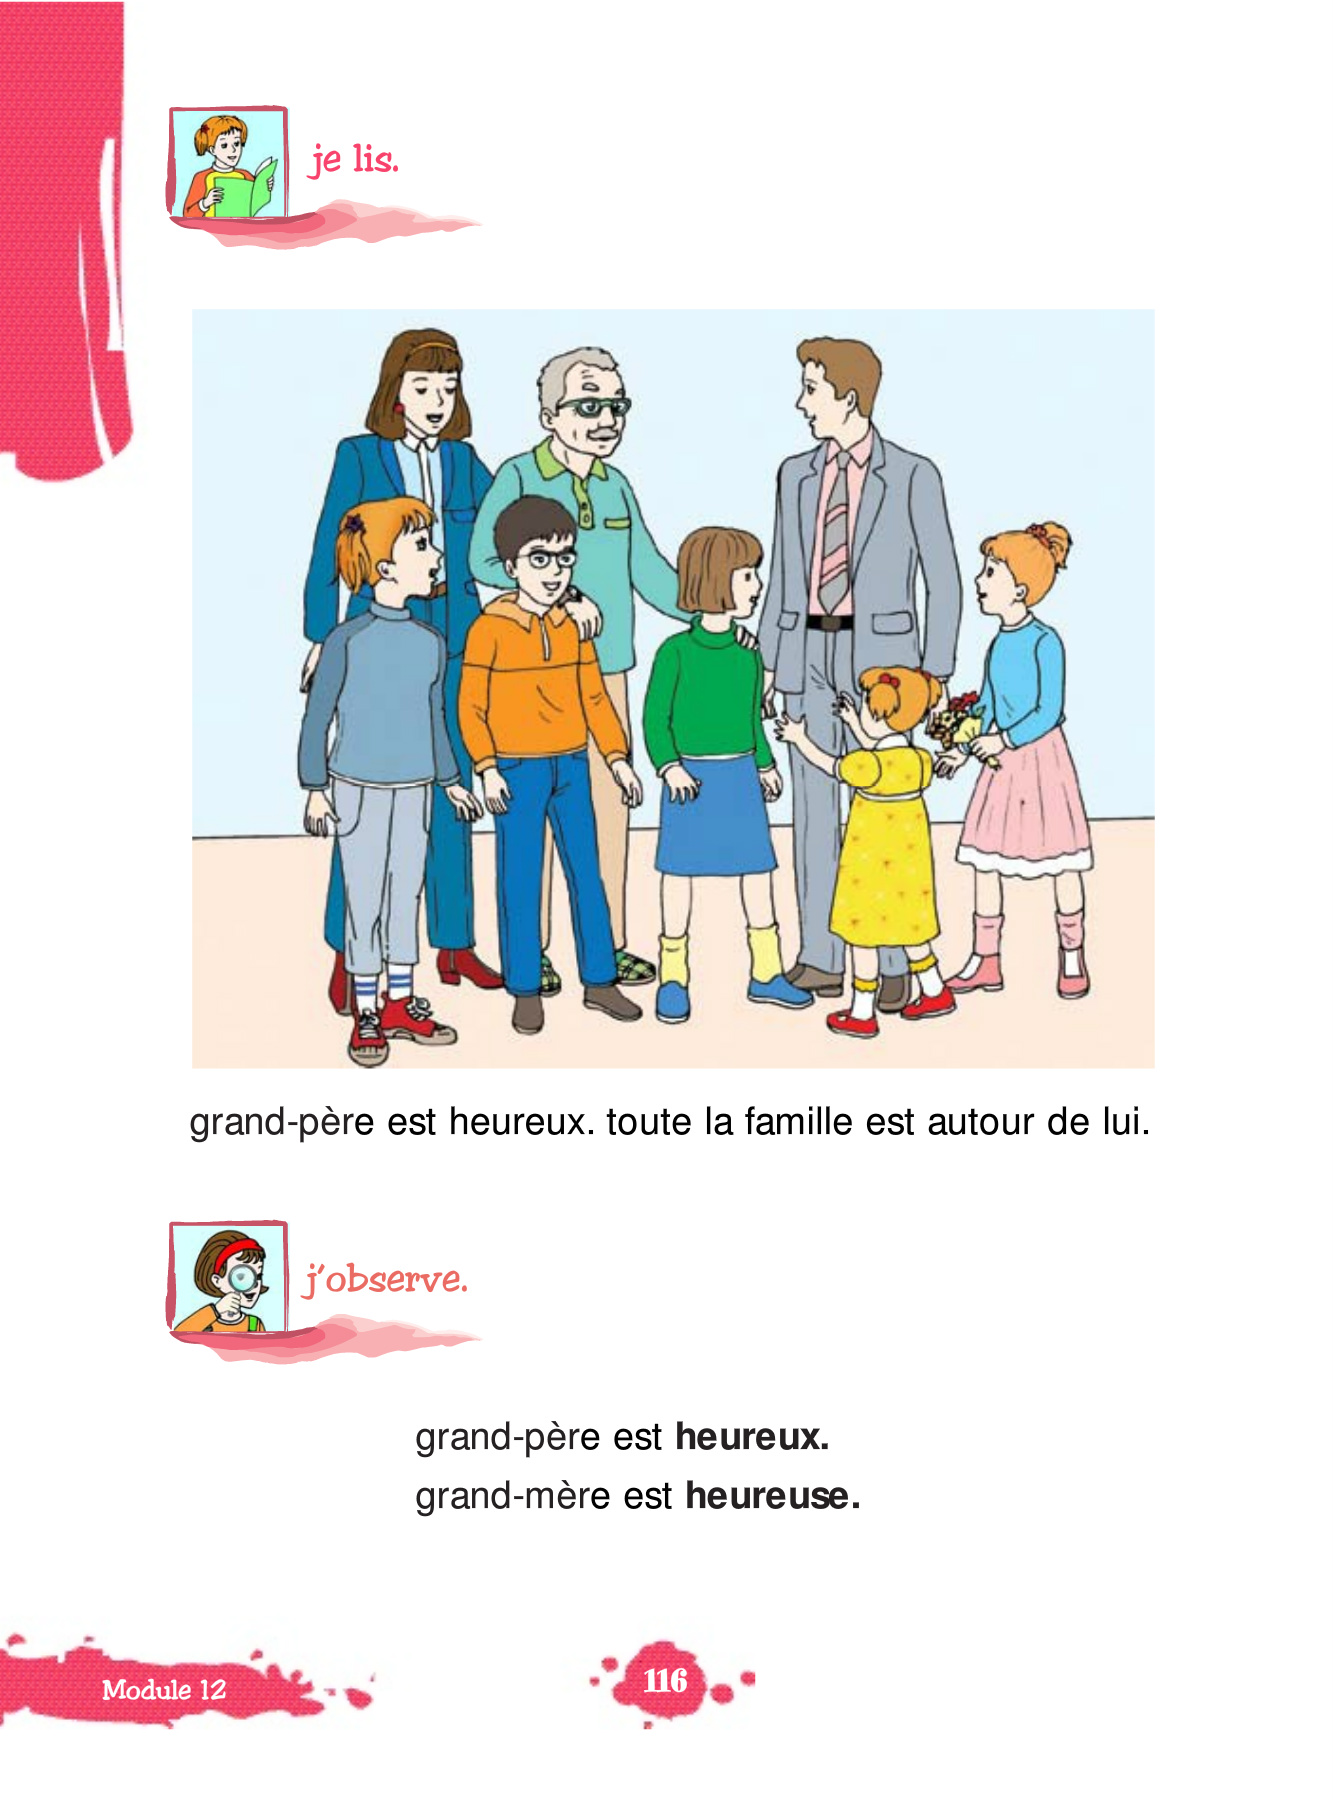 je lis.
grand-père est heureux. toute la famille est autour de lui.
j'observe.
grand-père est heureux.
grand-mère est heureuse.
Module 12
116